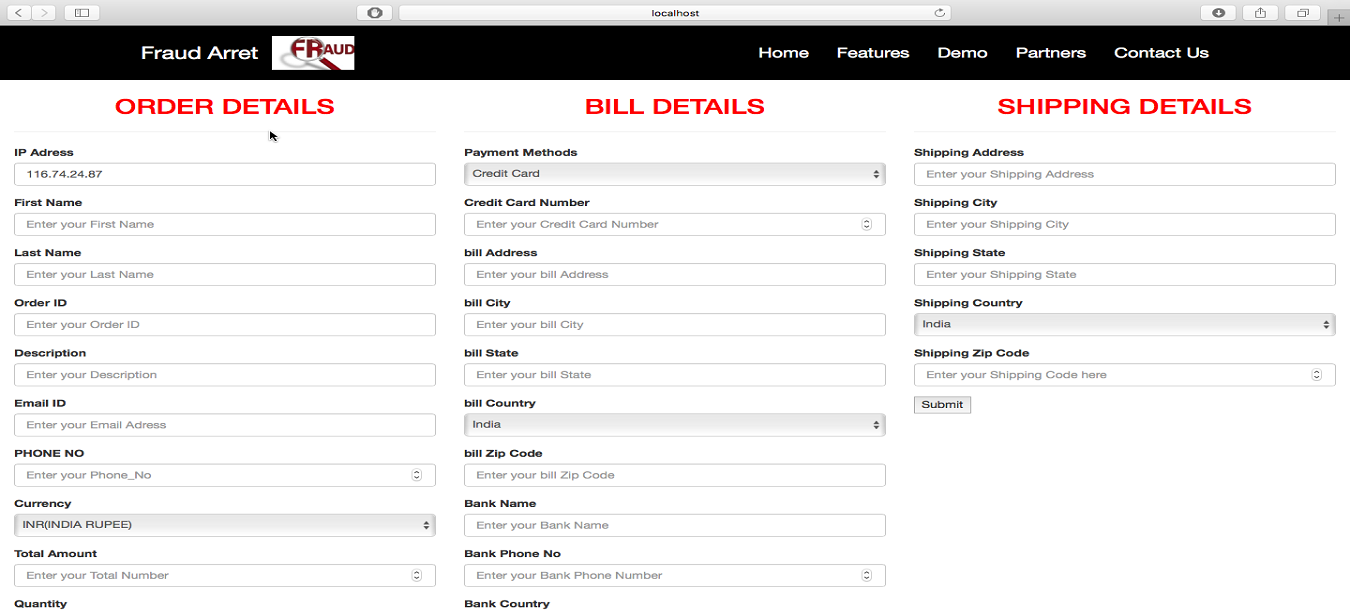 localhost
Fraud Arret
FRAUD
Home
Features
Demo
Partners
Contact Us
ORDER DETAILS
IP Adress
116.74.24.87
First Name
Enter your First Name
Last Name
Enter your Last Name
Order ID
Enter your Order ID
Description
Enter your Description
Email ID
Enter your Email Adress
PHONE NO
Enter your Phone_No
Currency
INR(INDIA RUPEE)
Total Amount
Enter your Total Number
Quantity
BILL DETAILS
Payment Methods
Credit Card
Credit Card Number
Enter your Credit Card Number
bill Address
Enter your bill Address
bill City
Enter your bill City
bill State
Enter your bill State
bill Country
India
bill Zip Code
Enter your bill Zip Code
Bank Name
Enter your Bank Name
Bank Phone No
Enter your Bank Phone Number
Bank Country
SHIPPING DETAILS
Shipping Address
Enter your Shipping Address
Shipping City
Enter your Shipping City
Shipping State
Enter your Shipping State
Shipping Country
India
Shipping Zip Code
Enter your Shipping Code here
Submit